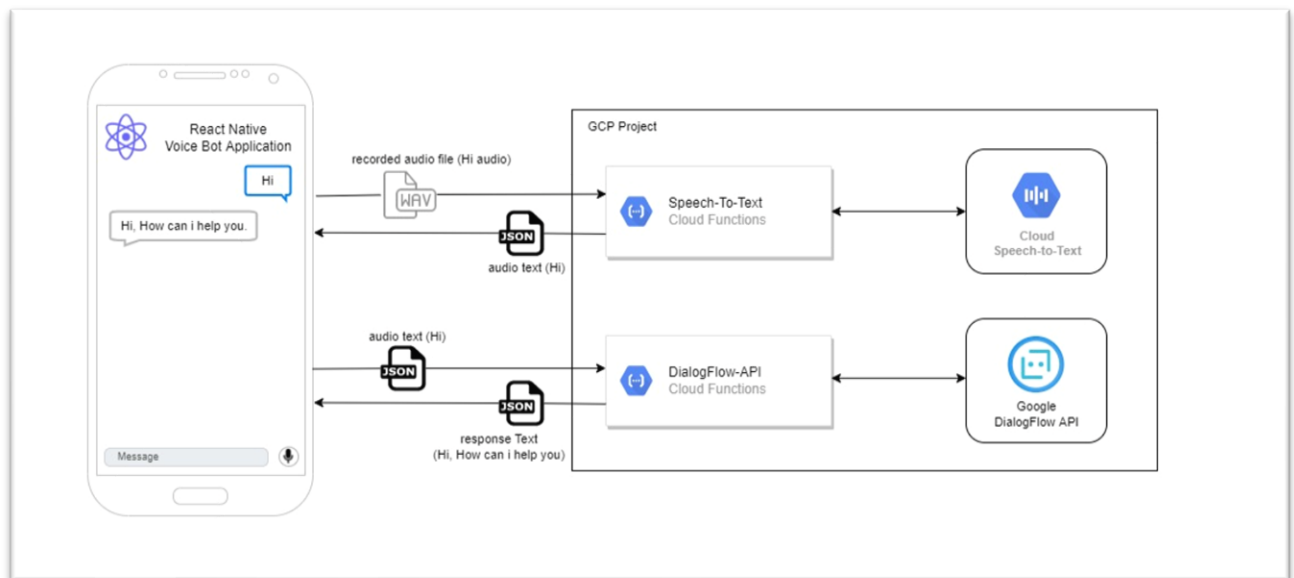 React Native
Voice Bot Application
Hi
Hi, How can i help you.
Message
recorded audio file (Hi audio)
WAV
JSON
audio text (Hi)
audio text (Hi)
JSON
JSON
response Text
(Hi, How can i help you)
GCP Project
Speech-To-Text
Cloud Functions
Cloud
Speech-to-Text
DialogFlow-API
Cloud Functions
Google
DialogFlow API